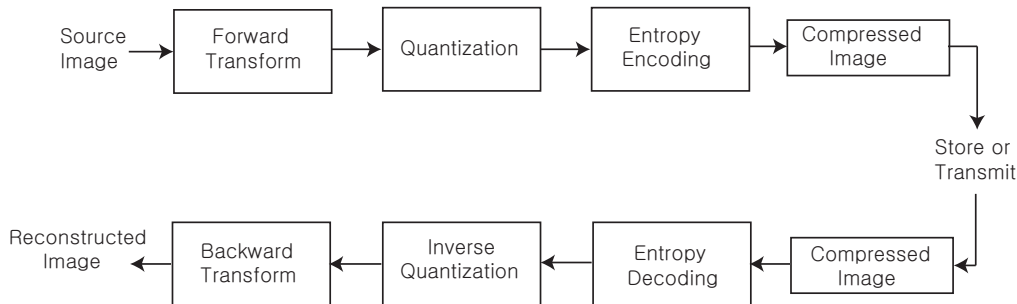 Source
Image
Forward
Transform
Quantization
Entropy
Encoding
Compressed
Image
Store or
Transmit
Reconstructed
Image
Backward
Transform
Inverse
Quantization
Entropy
Decoding
Compressed
Image